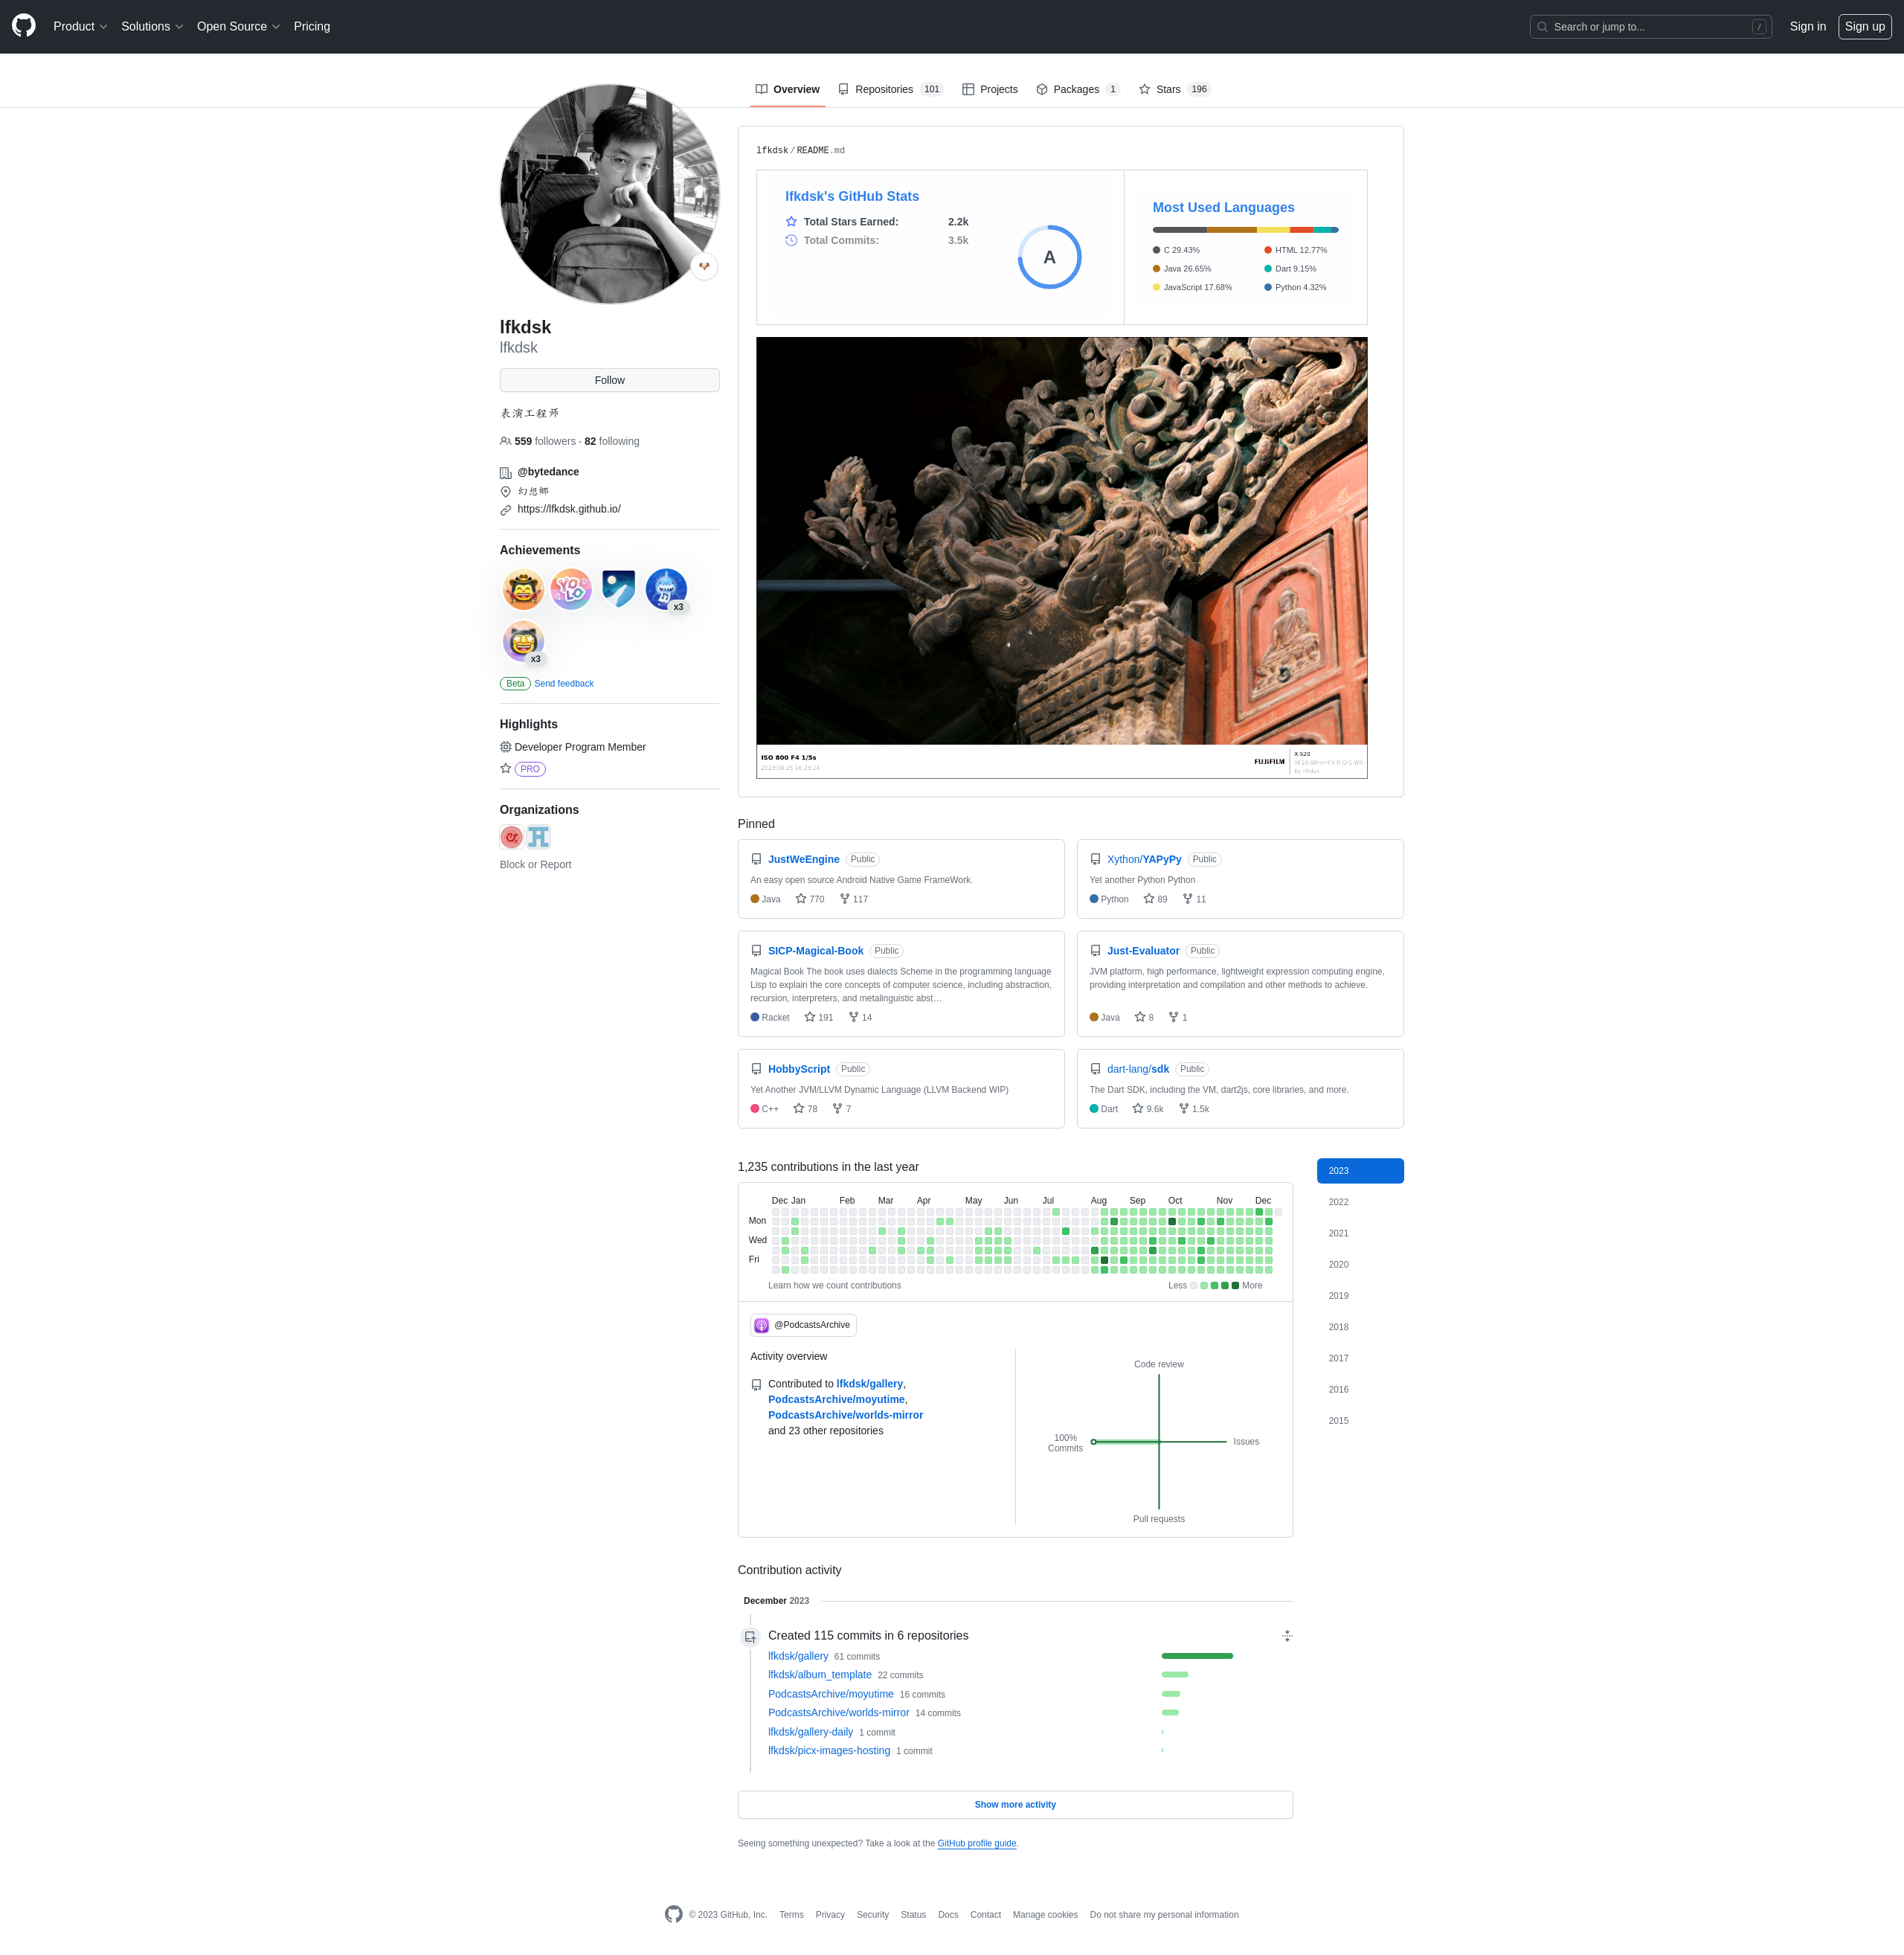 Product Solutions Open Source Pricing Search or jump to... / Sign in Sign up
Overview Repositories 101 Projects Packages 1 Stars 196
lfkdsk
lfkdsk
Follow
表演工程师
559 followers · 82 following
@bytedance
幻想鄉
https://lfkdsk.github.io/
Achievements
YOLO
x3
x3
Beta Send feedback
Highlights
Developer Program Member
PRO
Organizations
Block or Report
lfkdsk/README.md
lfkdsk's GitHub Stats
Total Stars Earned: 2.2k
Total Commits: 3.5k
A
Most Used Languages
C 29.43% HTML 12.77%
Java 26.65% Dart 9.15%
JavaScript 17.68% Python 4.32%
ISO 800 F4 1/5s
2023:08:25 16:23:24
FUJIFILM
X-S20
Pinned
JustWeEngine Public
An easy open source Android Native Game FrameWork.
Java 770 117
Xython/YAPyPy Public
Yet another Python Python
Python 89 11
SICP-Magical-Book Public
Magical Book The book uses dialects Scheme in the programming language
Lisp to explain the core concepts of computer science, including abstraction,
recursion, interpreters, and metalinguistic abst…
Racket 191 14
Just-Evaluator Public
JVM platform, high performance, lightweight expression computing engine,
providing interpretation and compilation and other methods to achieve.
Java 8 1
HobbyScript Public
Yet Another JVM/LLVM Dynamic Language (LLVM Backend WIP)
C++ 78 7
dart-lang/sdk Public
The Dart SDK, including the VM, dart2js, core libraries, and more.
Dart 9.6k 1.5k
1,235 contributions in the last year
Dec Jan Feb Mar Apr May Jun Jul Aug Sep Oct Nov Dec
Mon
Wed
Fri
Learn how we count contributions Less More
@PodcastsArchive
Activity overview
Contributed to lfkdsk/gallery,
PodcastsArchive/moyutime,
PodcastsArchive/worlds-mirror
and 23 other repositories
Code review
100%
Commits
Issues
Pull requests
2023
2022
2021
2020
2019
2018
2017
2016
2015
Contribution activity
December 2023
Created 115 commits in 6 repositories
lfkdsk/gallery 61 commits
lfkdsk/album_template 22 commits
PodcastsArchive/moyutime 16 commits
PodcastsArchive/worlds-mirror 14 commits
lfkdsk/gallery-daily 1 commit
lfkdsk/picx-images-hosting 1 commit
Show more activity
Seeing something unexpected? Take a look at the GitHub profile guide.
© 2023 GitHub, Inc. Terms Privacy Security Status Docs Contact Manage cookies Do not share my personal information